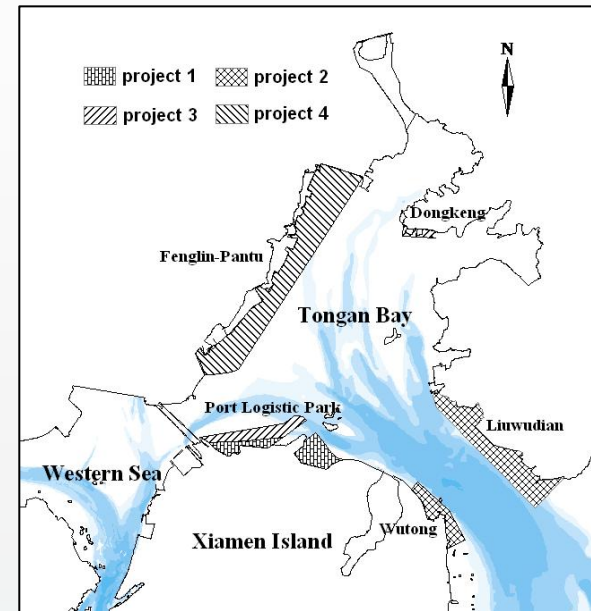 N
project 1 project 2
project 3 project 4
Dongkeng
Fenglin-Pantu
Tongan Bay
Port Logistic Park
Liuwudian
Western Sea
Wutong
Xiamen Island